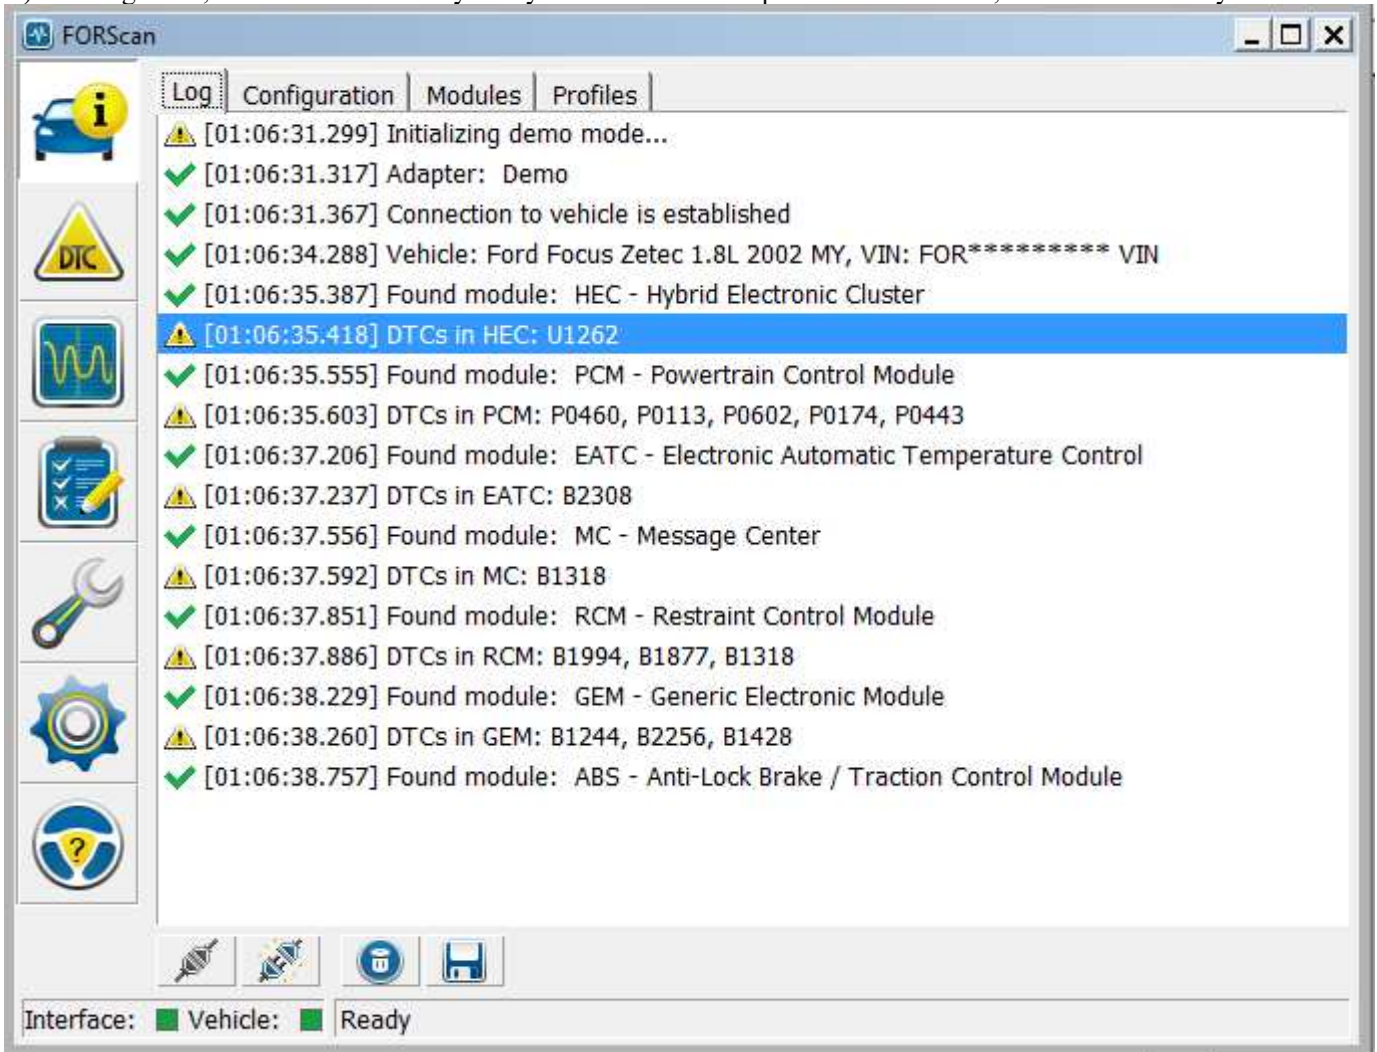 FORScan
Log Configuration Modules Profiles
[01:06:31.299] Initializing demo mode...
[01:06:31.317] Adapter: Demo
[01:06:31.367] Connection to vehicle is established
[01:06:34.288] Vehicle: Ford Focus Zetec 1.8L 2002 MY, VIN: FOR********* VIN
[01:06:35.387] Found module: HEC - Hybrid Electronic Cluster
[01:06:35.418] DTCs in HEC: U1262
[01:06:35.555] Found module: PCM - Powertrain Control Module
[01:06:35.603] DTCs in PCM: P0460, P0113, P0602, P0174, P0443
[01:06:37.206] Found module: EATC - Electronic Automatic Temperature Control
[01:06:37.237] DTCs in EATC: B2308
[01:06:37.556] Found module: MC - Message Center
[01:06:37.592] DTCs in MC: B1318
[01:06:37.851] Found module: RCM - Restraint Control Module
[01:06:37.886] DTCs in RCM: B1994, B1877, B1318
[01:06:38.229] Found module: GEM - Generic Electronic Module
[01:06:38.260] DTCs in GEM: B1244, B2256, B1428
[01:06:38.757] Found module: ABS - Anti-Lock Brake / Traction Control Module
i
DTC
?
Interface: Vehicle: Ready